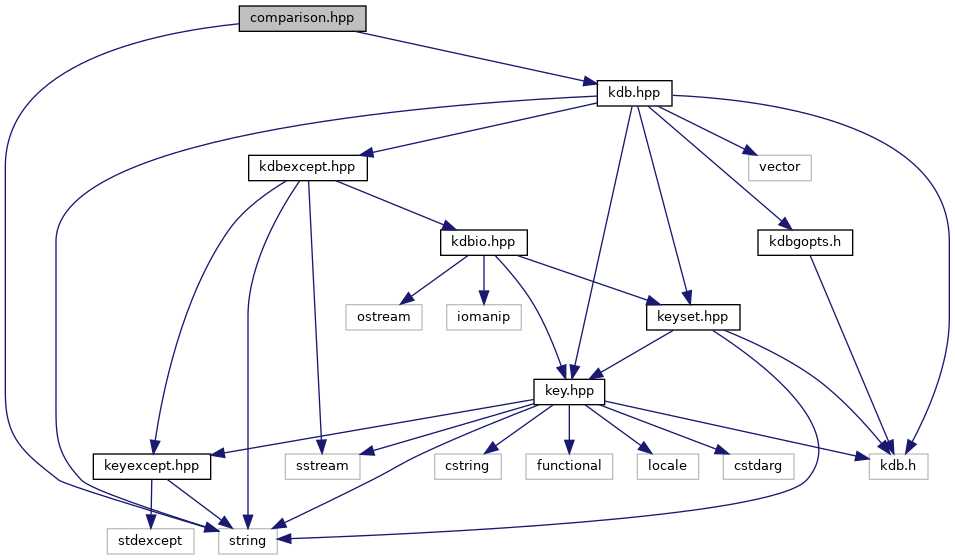 comparison.hpp
kdb.hpp
kdbexcept.hpp
vector
kdbio.hpp
kdbgopts.h
ostream
iomanip
keyset.hpp
key.hpp
keyexcept.hpp
sstream
cstring
functional
locale
cstdarg
kdb.h
stdexcept
string